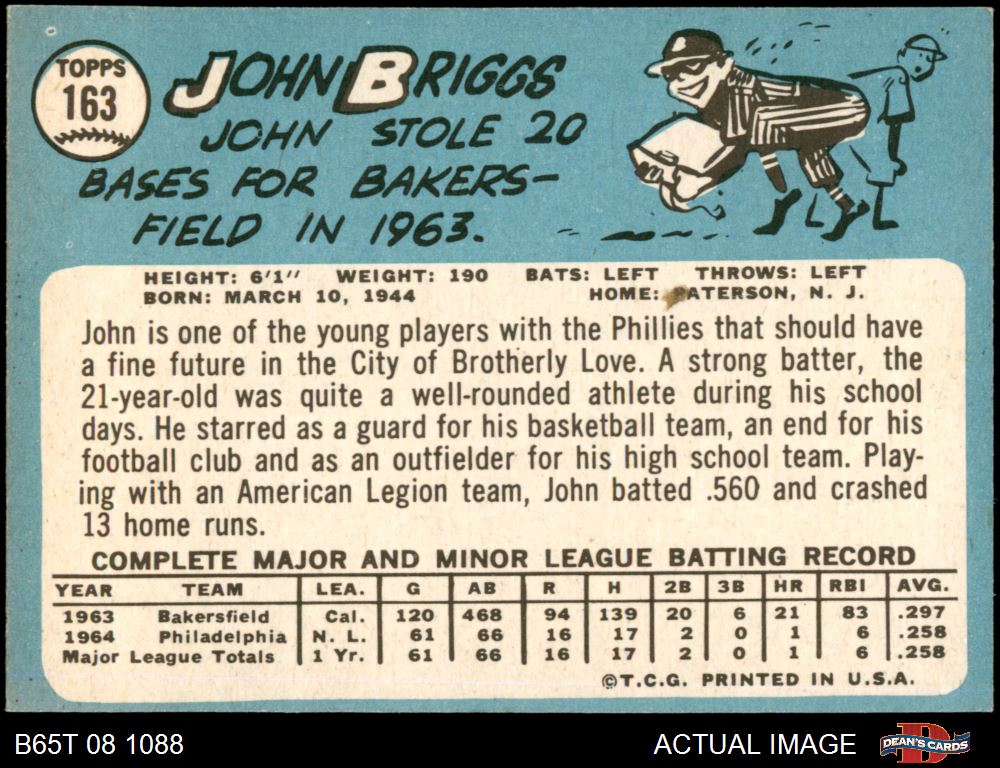 TOPPS
163
JOHN BRIGGS
JOHN STOLE 20
BASES FOR BAKERS-
FIELD IN 1963.
HEIGHT: 6'1" WEIGHT: 190 BATS: LEFT THROWS: LEFT
BORN: MARCH 10, 1944 HOME: PATERSON, N. J.
John is one of the young players with the Phillies that should have
a fine future in the City of Brotherly Love. A strong batter, the
21-year-old was quite a well-rounded athlete during his school
days. He starred as a guard for his basketball team, an end for his
football club and as an outfielder for his high school team. Play-
ing with an American Legion team, John batted .560 and crashed
13 home runs.
COMPLETE MAJOR AND MINOR LEAGUE BATTING RECORD
YEAR TEAM LEA. G AB R H 2B 3B HR RBI AVG.
1963 Bakersfield Cal. 120 468 94 139 20 6 21 83 .297
1964 Philadelphia N. L. 61 66 16 17 2 0 1 6 .258
Major League Totals 1 Yr. 61 66 16 17 2 0 1 6 .258
©T.C.G. PRINTED IN U.S.A.
B65T 08 1088 ACTUAL IMAGE DEAN'S CARDS